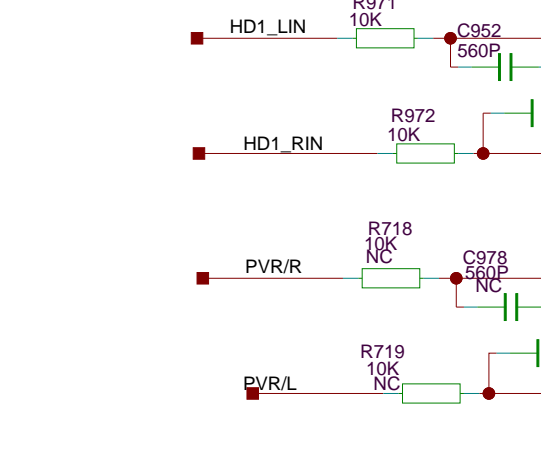 R971
10K
HD1_LIN
C952
560P
R972
10K
HD1_RIN
R718
10K
NC
PVR/R
C978
560P
NC
R719
10K
NC
PVR/L